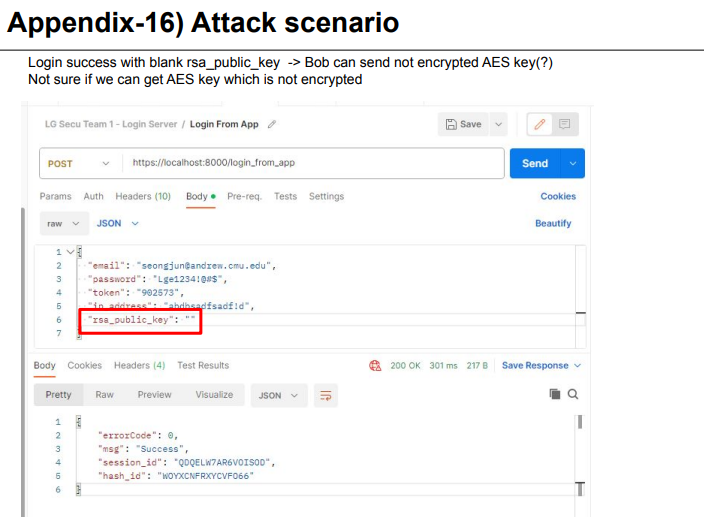 Appendix-16) Attack scenario
Login success with blank rsa_public_key -> Bob can send not encrypted AES key(?)
Not sure if we can get AES key which is not encrypted
LG Secu Team 1 - Login Server / Login From App
Save
POST
https://localhost:8000/login_from_app
Send
Params Auth Headers (10) Body Pre-req. Tests Settings
Cookies
raw JSON
Beautify
1 {
2 "email": "seongjun@andrew.cmu.edu",
3 "password": "Lge1234!@#$",
4 "token": "902573",
5 "ip_address": "abdhsadfsadf!d",
6 "rsa_public_key": ""
7 }
Body Cookies Headers (4) Test Results
200 OK 301 ms 217 B Save Response
Pretty Raw Preview Visualize JSON
1 {
2 "errorCode": 0,
3 "msg": "Success",
4 "session_id": "QDQELW7AR6VOISOD",
5 "hash_id": "WOYXCNFRXYCVFO66"
6 }